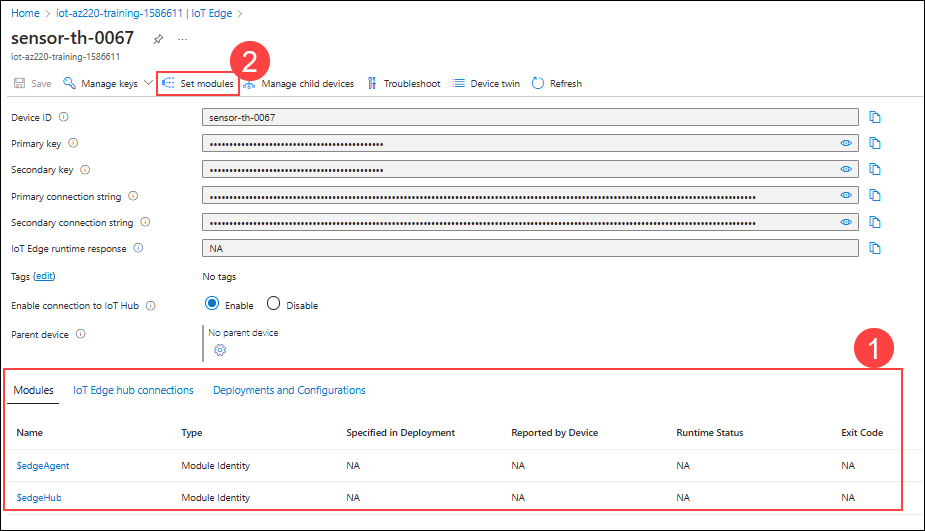 Home > iot-az220-training-1586611 | IoT Edge >
sensor-th-0067 ...
iot-az220-training-1586611
2
Save Manage keys Set modules Manage child devices Troubleshoot Device twin Refresh
Device ID sensor-th-0067
Primary key ••••••••••••••••••••••••••••••••••••••••••••
Secondary key ••••••••••••••••••••••••••••••••••••••••••••
Primary connection string ••••••••••••••••••••••••••••••••••••••••••••••••••••••••••••••••••••••••••••••••••••••••••••••••••••••••••••••••••••••••••••••••••••••••
Secondary connection string ••••••••••••••••••••••••••••••••••••••••••••••••••••••••••••••••••••••••••••••••••••••••••••••••••••••••••••••••••••••••••••••••••••••••
IoT Edge runtime response NA
Tags (edit) No tags
Enable connection to IoT Hub Enable Disable
Parent device No parent device
1
Modules IoT Edge hub connections Deployments and Configurations
Name Type Specified in Deployment Reported by Device Runtime Status Exit Code
$edgeAgent Module Identity NA NA NA NA
$edgeHub Module Identity NA NA NA NA